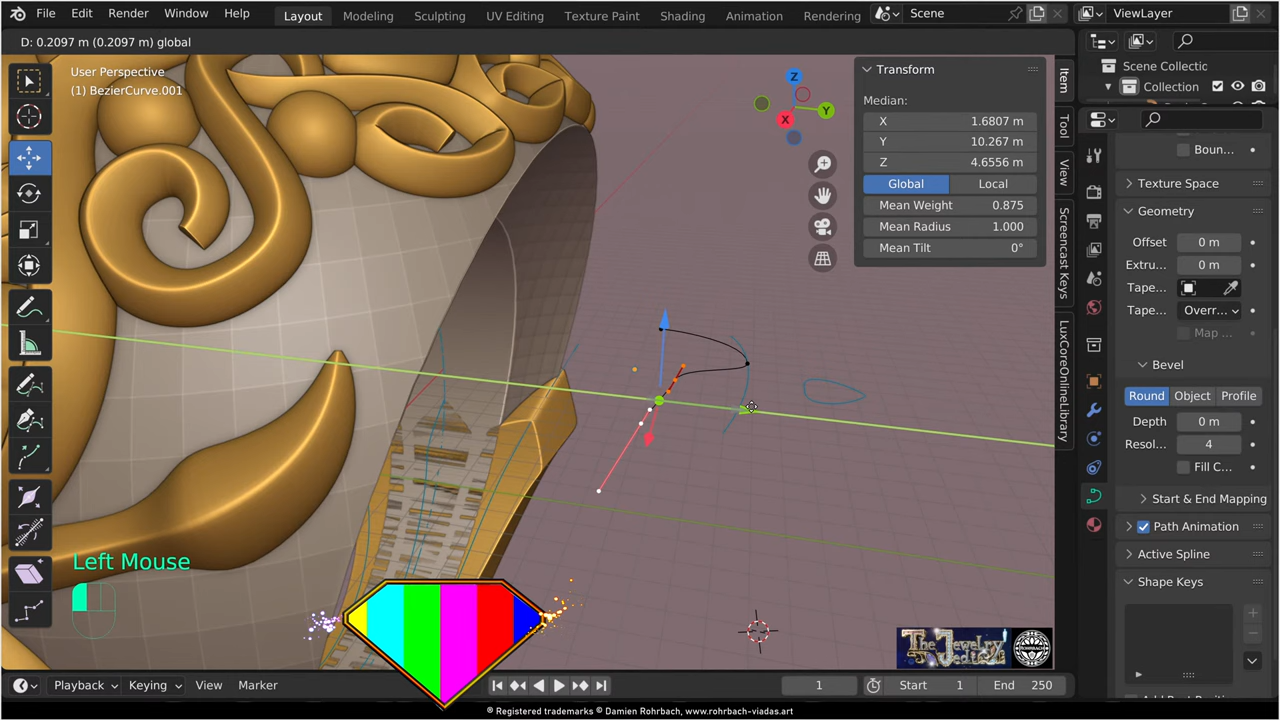 File Edit Render Window Help Layout Modeling Sculpting UV Editing Texture Paint Shading Animation Rendering Scene ViewLayer
D: 0.2097 m (0.2097 m) global
User Perspective
(1) BezierCurve.001
Z
Y
X
Transform
Median:
X 1.6807 m
Y 10.267 m
Z 4.6556 m
Global Local
Mean Weight 0.875
Mean Radius 1.000
Mean Tilt 0°
Item
Tool
View
Screencast Keys
LuxCoreOnlineLibrary
Scene Collectic
Collection
Boun...
Texture Space
Geometry
Offset 0 m
Extru... 0 m
Tape...
Tape... Overr...
Map ...
Bevel
Round Object Profile
Depth 0 m
Resol... 4
Fill C...
Start & End Mapping
Path Animation
Active Spline
Shape Keys
Left Mouse
The Jewelry
Vedias
ROHRBACH
Playback Keying View Marker 1 Start 1 End 250
® Registered trademarks © Damien Rohrbach, www.rohrbach-viadas.art